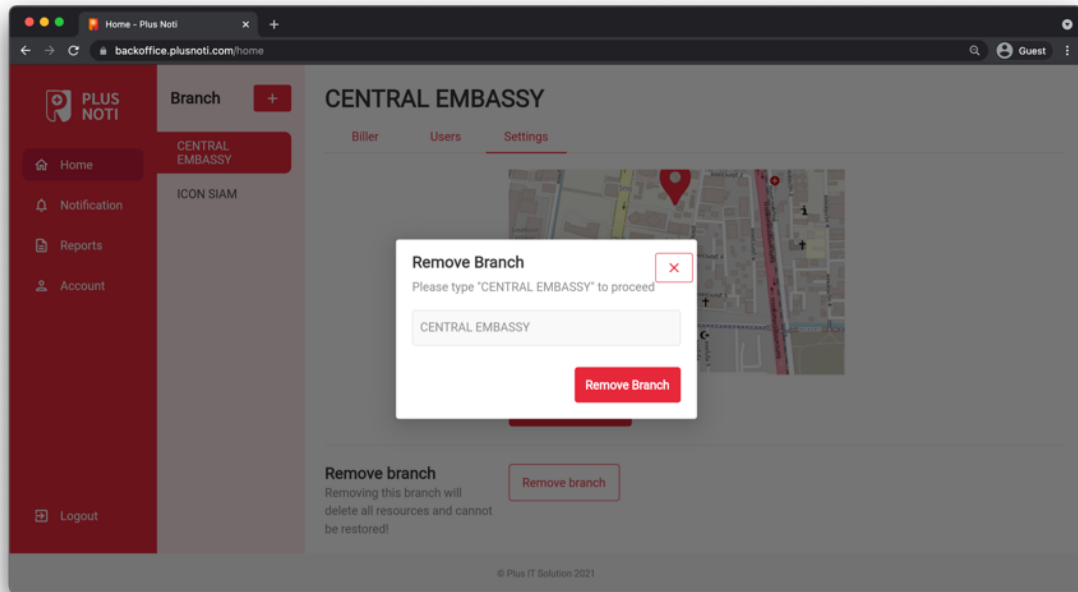 Home - Plus Noti
backoffice.plusnoti.com/home
Guest
PLUS
NOTI
Home
Notification
Reports
Account
Logout
Branch
CENTRAL
EMBASSY
ICON SIAM
CENTRAL EMBASSY
Biller
Users
Settings
Remove Branch
Please type "CENTRAL EMBASSY" to proceed
CENTRAL EMBASSY
Remove Branch
Remove branch
Removing this branch will
delete all resources and cannot
be restored!
Remove branch
© Plus IT Solution 2021